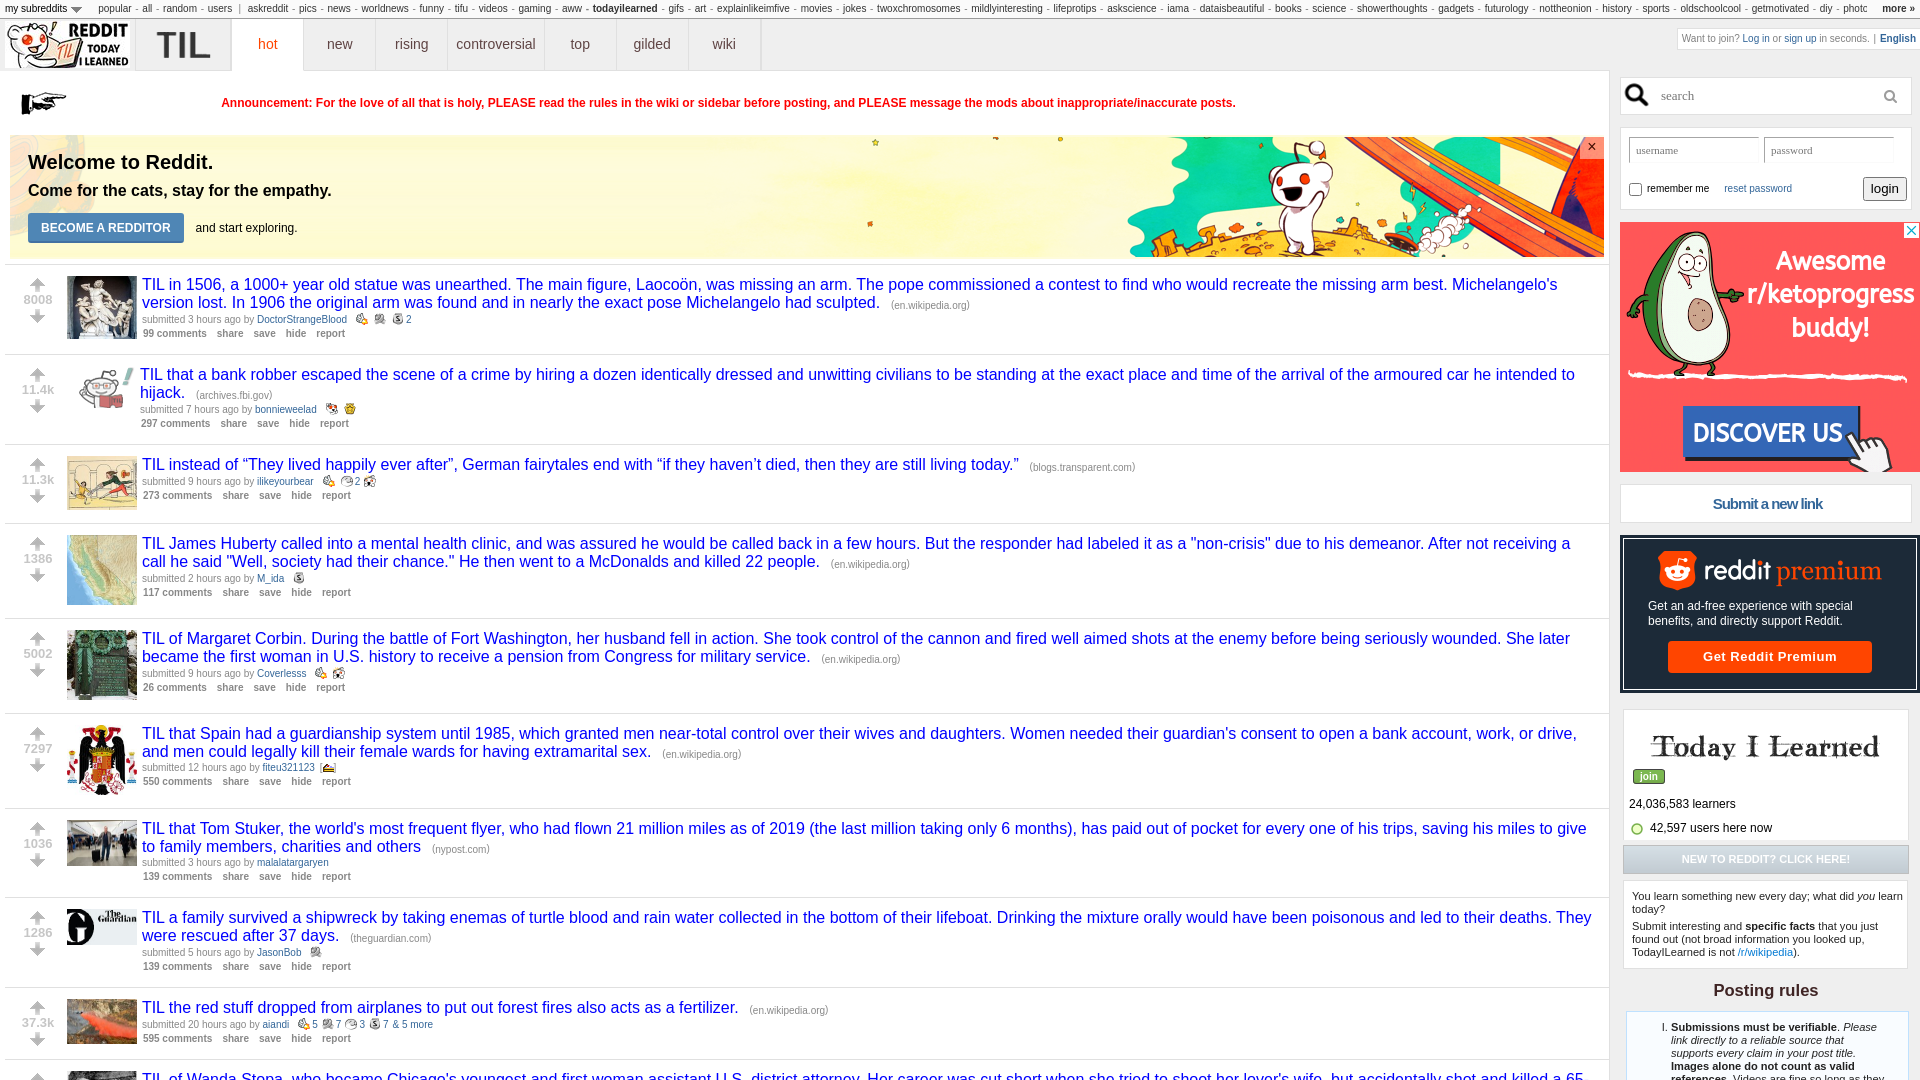 my subreddits popular - all - random - users | askreddit - pics - news - worldnews - funny - tifu - videos - gaming - aww - todayilearned - gifs - art - explainlikeimfive - movies - jokes - twoxchromosomes - mildlyinteresting - lifeprotips - askscience - iama - dataisbeautiful - books - science - showerthoughts - gadgets - futurology - nottheonion - history - sports - oldschoolcool - getmotivated - diy - photo more »
REDDIT
TODAY
I LEARNED
TIL
TIL hot new rising controversial top gilded wiki
Want to join? Log in or sign up in seconds. | English
Announcement: For the love of all that is holy, PLEASE read the rules in the wiki or sidebar before posting, and PLEASE message the mods about inappropriate/inaccurate posts.
Welcome to Reddit.
Come for the cats, stay for the empathy.
BECOME A REDDITOR and start exploring.
×
8008
TIL in 1506, a 1000+ year old statue was unearthed. The main figure, Laocoön, was missing an arm. The pope commissioned a contest to find who would recreate the missing arm best. Michelangelo's
version lost. In 1906 the original arm was found and in nearly the exact pose Michelangelo had sculpted. (en.wikipedia.org)
submitted 3 hours ago by DoctorStrangeBlood 2
99 comments share save hide report
11.4k
TIL that a bank robber escaped the scene of a crime by hiring a dozen identically dressed and unwitting civilians to be standing at the exact place and time of the arrival of the armoured car he intended to
hijack. (archives.fbi.gov)
submitted 7 hours ago by bonnieweelad
297 comments share save hide report
11.3k
TIL instead of “They lived happily ever after”, German fairytales end with “if they haven’t died, then they are still living today.” (blogs.transparent.com)
submitted 9 hours ago by ilikeyourbear 2
273 comments share save hide report
1386
TIL James Huberty called into a mental health clinic, and was assured he would be called back in a few hours. But the responder had labeled it as a "non-crisis" due to his demeanor. After not receiving a
call he said "Well, society had their chance." He then went to a McDonalds and killed 22 people. (en.wikipedia.org)
submitted 2 hours ago by M_ida
117 comments share save hide report
5002
TIL of Margaret Corbin. During the battle of Fort Washington, her husband fell in action. She took control of the cannon and fired well aimed shots at the enemy before being seriously wounded. She later
became the first woman in U.S. history to receive a pension from Congress for military service. (en.wikipedia.org)
submitted 9 hours ago by Coverlesss
26 comments share save hide report
7297
TIL that Spain had a guardianship system until 1985, which granted men near-total control over their wives and daughters. Women needed their guardian's consent to open a bank account, work, or drive,
and men could legally kill their female wards for having extramarital sex. (en.wikipedia.org)
submitted 12 hours ago by fiteu321123 [ ]
550 comments share save hide report
1036
TIL that Tom Stuker, the world's most frequent flyer, who had flown 21 million miles as of 2019 (the last million taking only 6 months), has paid out of pocket for every one of his trips, saving his miles to give
to family members, charities and others (nypost.com)
submitted 3 hours ago by malalatargaryen
139 comments share save hide report
1286
The
Guardian
TIL a family survived a shipwreck by taking enemas of turtle blood and rain water collected in the bottom of their lifeboat. Drinking the mixture orally would have been poisonous and led to their deaths. They
were rescued after 37 days. (theguardian.com)
submitted 5 hours ago by JasonBob
139 comments share save hide report
37.3k
TIL the red stuff dropped from airplanes to put out forest fires also acts as a fertilizer. (en.wikipedia.org)
submitted 20 hours ago by aiandi 5 7 3 7 & 5 more
595 comments share save hide report
TIL of Wanda Stopa, who became Chicago's youngest and first woman assistant U.S. district attorney. Her career was cut short when she tried to shoot her lover's wife, but accidentally shot and killed a 65-
search
username password
remember me reset password login
Awesome
r/ketoprogress
buddy!
DISCOVER US
Submit a new link
reddit premium
Get an ad-free experience with special
benefits, and directly support Reddit.
Get Reddit Premium
Today I Learned
join
24,036,583 learners
42,597 users here now
NEW TO REDDIT? CLICK HERE!
You learn something new every day; what did you learn
today?
Submit interesting and specific facts that you just
found out (not broad information you looked up,
TodayILearned is not /r/wikipedia).
Posting rules
I. Submissions must be verifiable. Please
link directly to a reliable source that
supports every claim in your post title.
Images alone do not count as valid
references. Videos are fine so long as they